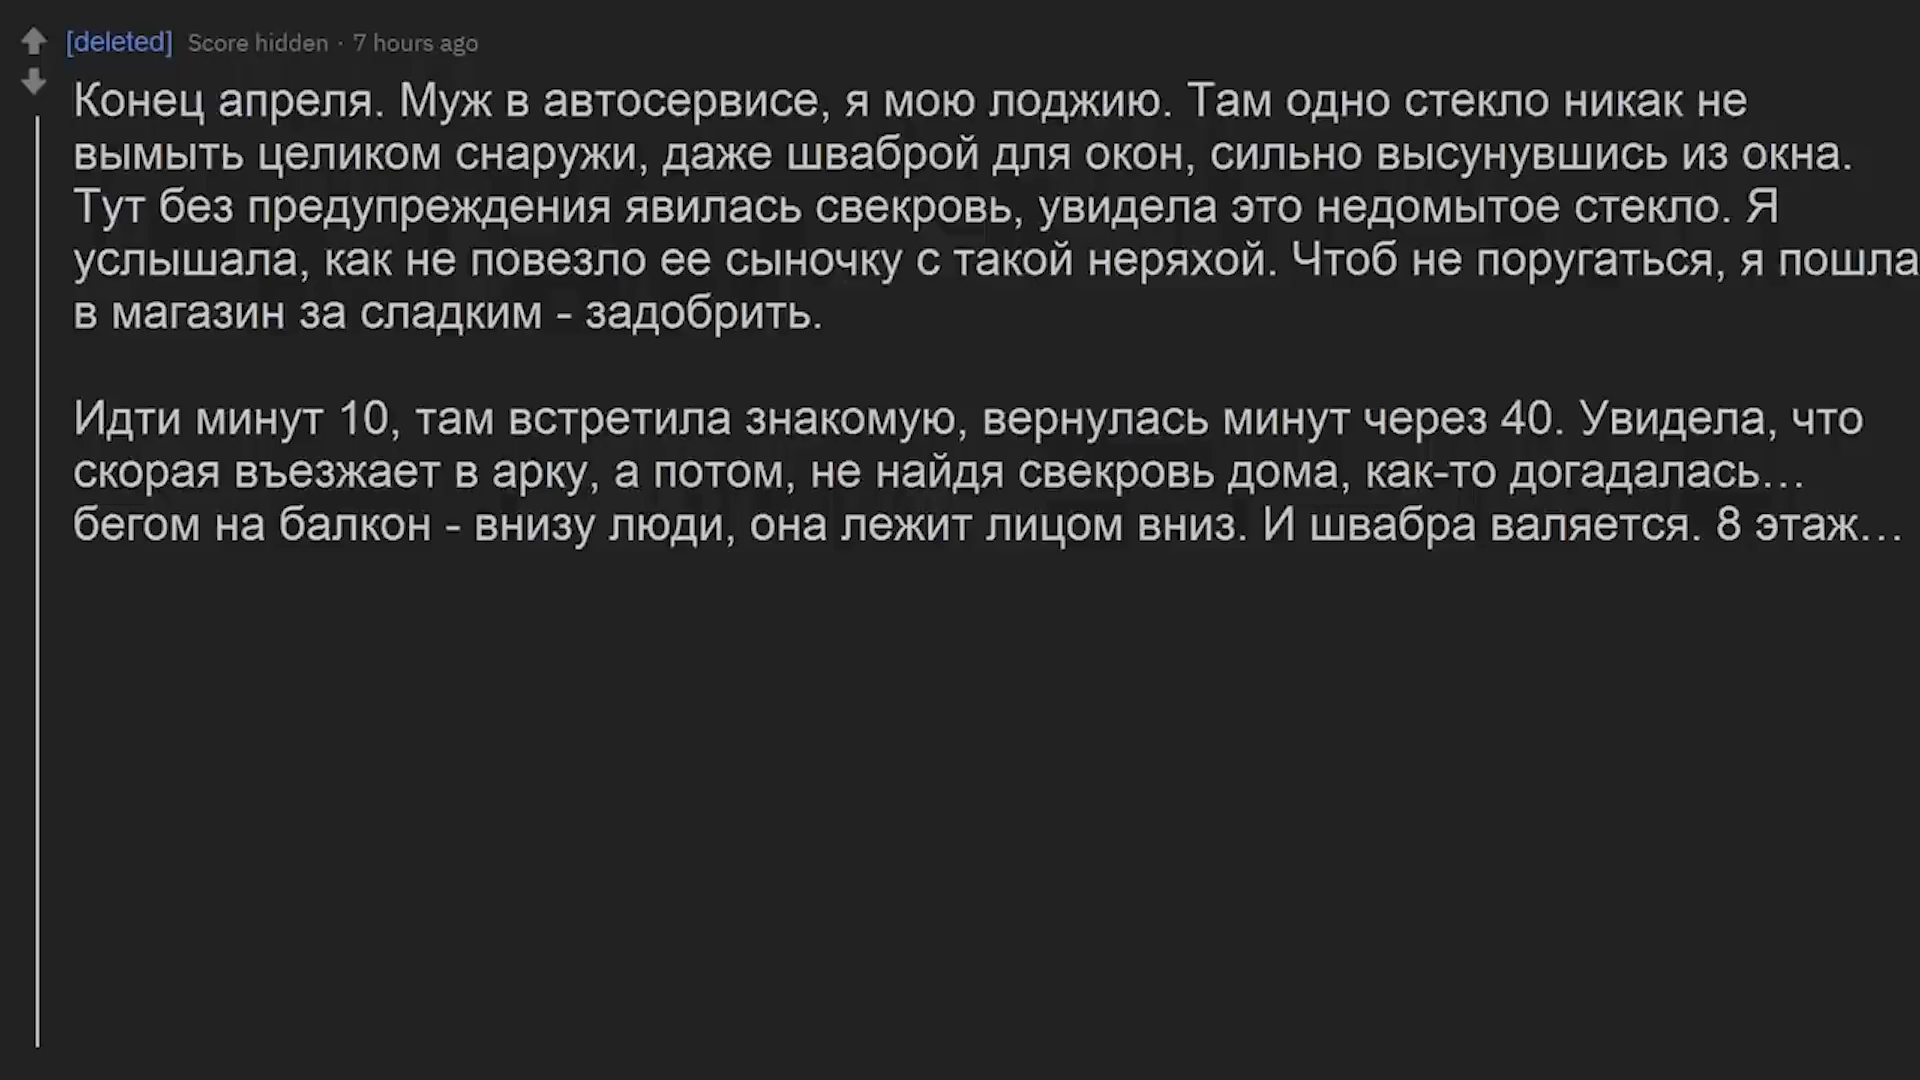 [deleted] Score hidden · 7 hours ago
Конец апреля. Муж в автосервисе, я мою лоджию. Там одно стекло никак не
вымыть целиком снаружи, даже шваброй для окон, сильно высунувшись из окна.
Тут без предупреждения явилась свекровь, увидела это недомытое стекло. Я
услышала, как не повезло ее сыночку с такой неряхой. Чтоб не поругаться, я пошла
в магазин за сладким - задобрить.
Идти минут 10, там встретила знакомую, вернулась минут через 40. Увидела, что
скорая въезжает в арку, а потом, не найдя свекровь дома, как-то догадалась...
бегом на балкон - внизу люди, она лежит лицом вниз. И швабра валяется. 8 этаж...